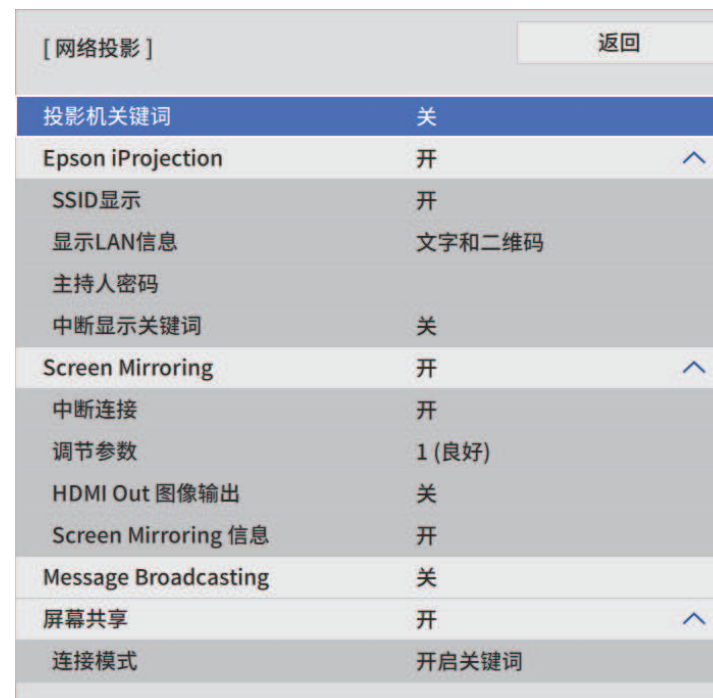 [ 网络投影 ] 返回
投影机关键词 关
Epson iProjection 开
SSID显示 开
显示LAN信息 文字和二维码
主持人密码
中断显示关键词 关
Screen Mirroring 开
中断连接 开
调节参数 1 (良好)
HDMI Out 图像输出 关
Screen Mirroring 信息 开
Message Broadcasting 关
屏幕共享 开
连接模式 开启关键词